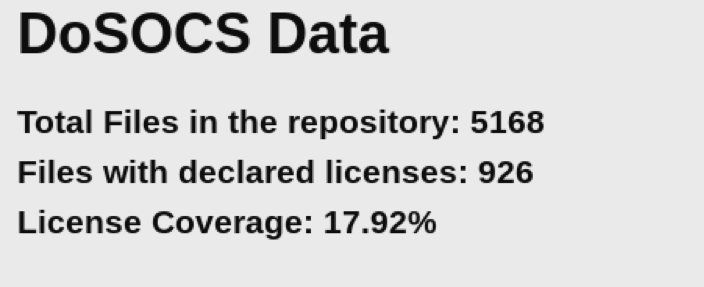 DoSOCS Data
Total Files in the repository: 5168
Files with declared licenses: 926
License Coverage: 17.92%